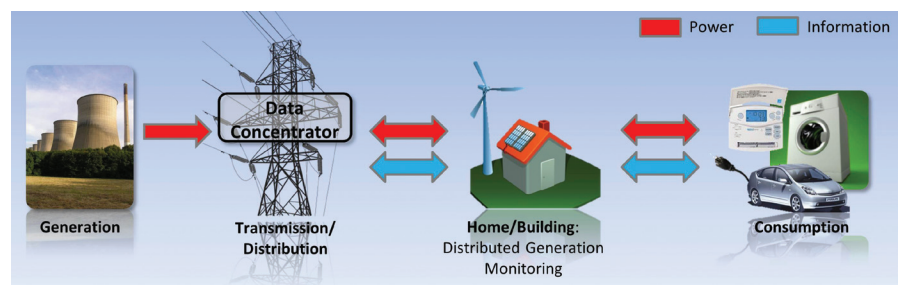 Power
Information
Data
Concentrator
Generation
Transmission/
Distribution
Home/Building:
Distributed Generation
Monitoring
Consumption